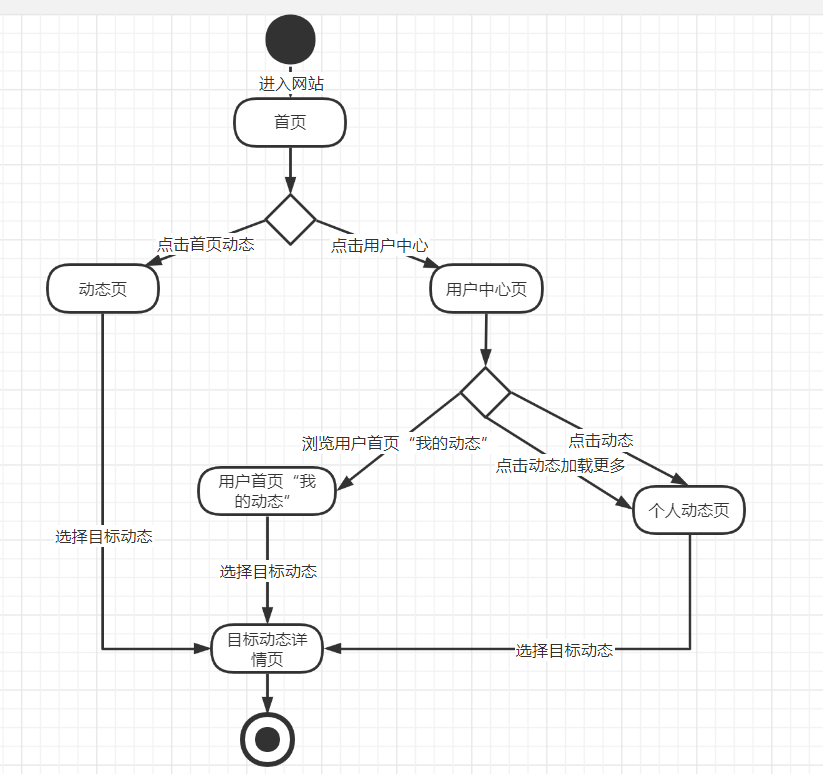 进入网站
首页
点击首页动态
点击用户中心
动态页
用户中心页
浏览用户首页“我的动态”
点击动态
点击动态加载更多
用户首页“我
的动态”
个人动态页
选择目标动态
选择目标动态
目标动态详
情页
选择目标动态